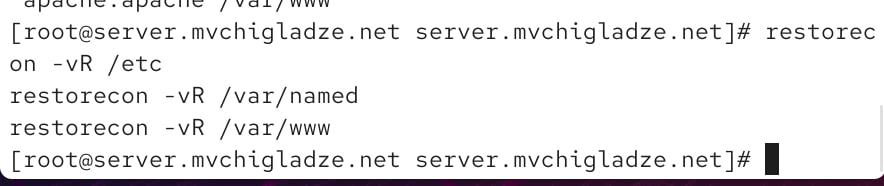 apache.apache /var/www
[root@server.mvchigladze.net server.mvchigladze.net]# restorec
on -vR /etc
restorecon -vR /var/named
restorecon -vR /var/www
[root@server.mvchigladze.net server.mvchigladze.net]#